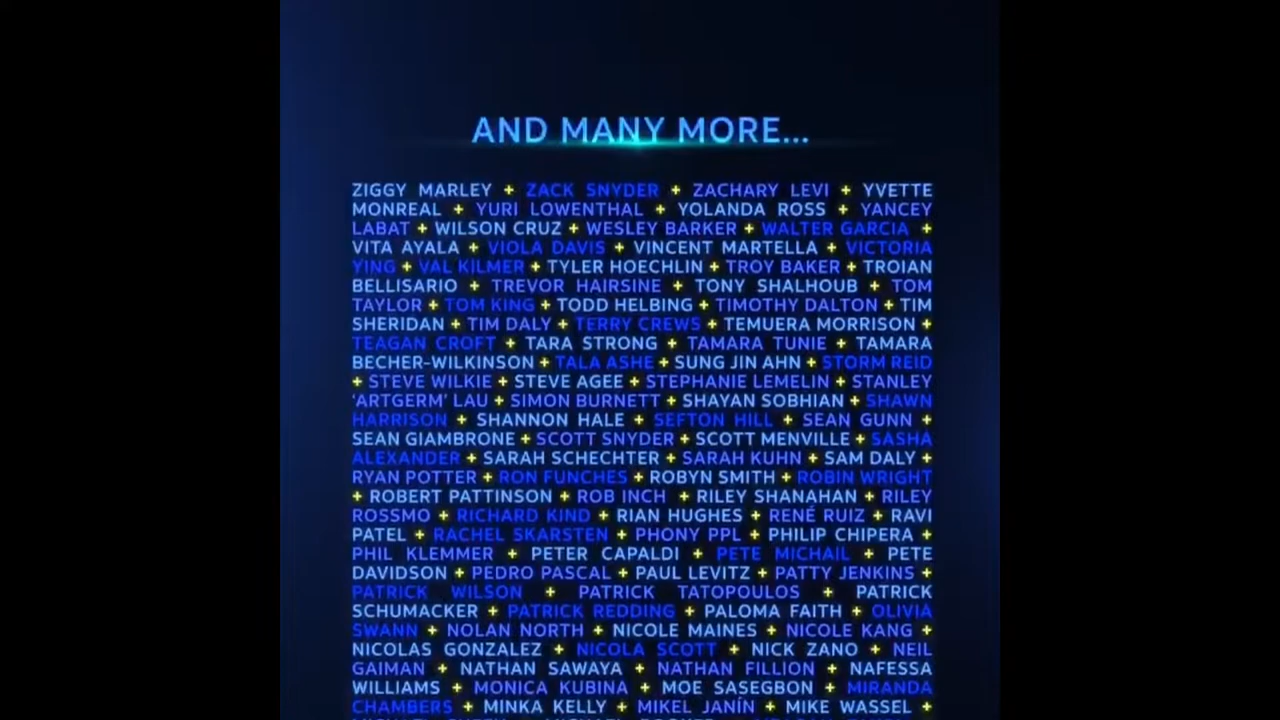 AND MANY MORE...
ZIGGY MARLEY + ZACK SNYDER + ZACHARY LEVI + YVETTE
MONREAL + YURI LOWENTHAL + YOLANDA ROSS + YANCEY
LABAT + WILSON CRUZ + WESLEY BARKER + WALTER GARCIA +
VITA AYALA + VIOLA DAVIS + VINCENT MARTELLA + VICTORIA
YING + VAL KILMER + TYLER HOECHLIN + TROY BAKER + TROIAN
BELLISARIO + TREVOR HAIRSINE + TONY SHALHOUB + TOM
TAYLOR + TOM KING + TODD HELBING + TIMOTHY DALTON + TIM
SHERIDAN + TIM DALY + TERRY CREWS + TEMUERA MORRISON +
TEAGAN CROFT + TARA STRONG + TAMARA TUNIE + TAMARA
BECHER-WILKINSON + TALA ASHE + SUNG JIN AHN + STORM REID
+ STEVE WILKIE + STEVE AGEE + STEPHANIE LEMELIN + STANLEY
‘ARTGERM’ LAU + SIMON BURNETT + SHAYAN SOBHIAN + SHAWN
HARRISON + SHANNON HALE + SEFTON HILL + SEAN GUNN +
SEAN GIAMBRONE + SCOTT SNYDER + SCOTT MENVILLE + SASHA
ALEXANDER + SARAH SCHECHTER + SARAH KUHN + SAM DALY +
RYAN POTTER + RON FUNCHES + ROBYN SMITH + ROBIN WRIGHT
+ ROBERT PATTINSON + ROB INCH + RILEY SHANAHAN + RILEY
ROSSMO + RICHARD KIND + RIAN HUGHES + RENÉ RUIZ + RAVI
PATEL + RACHEL SKARSTEN + PHONY PPL + PHILIP CHIPERA +
PHIL KLEMMER + PETER CAPALDI + PETE MICHAIL + PETE
DAVIDSON + PEDRO PASCAL + PAUL LEVITZ + PATTY JENKINS +
PATRICK WILSON + PATRICK TATOPOULOS + PATRICK
SCHUMACKER + PATRICK REDDING + PALOMA FAITH + OLIVIA
SWANN + NOLAN NORTH + NICOLE MAINES + NICOLE KANG +
NICOLAS GONZALEZ + NICOLA SCOTT + NICK ZANO + NEIL
GAIMAN + NATHAN SAWAYA + NATHAN FILLION + NAFESSA
WILLIAMS + MONICA KUBINA + MOE SASEGBON + MIRANDA
CHAMBERS + MINKA KELLY + MIKEL JANÍN + MIKE WASSEL +